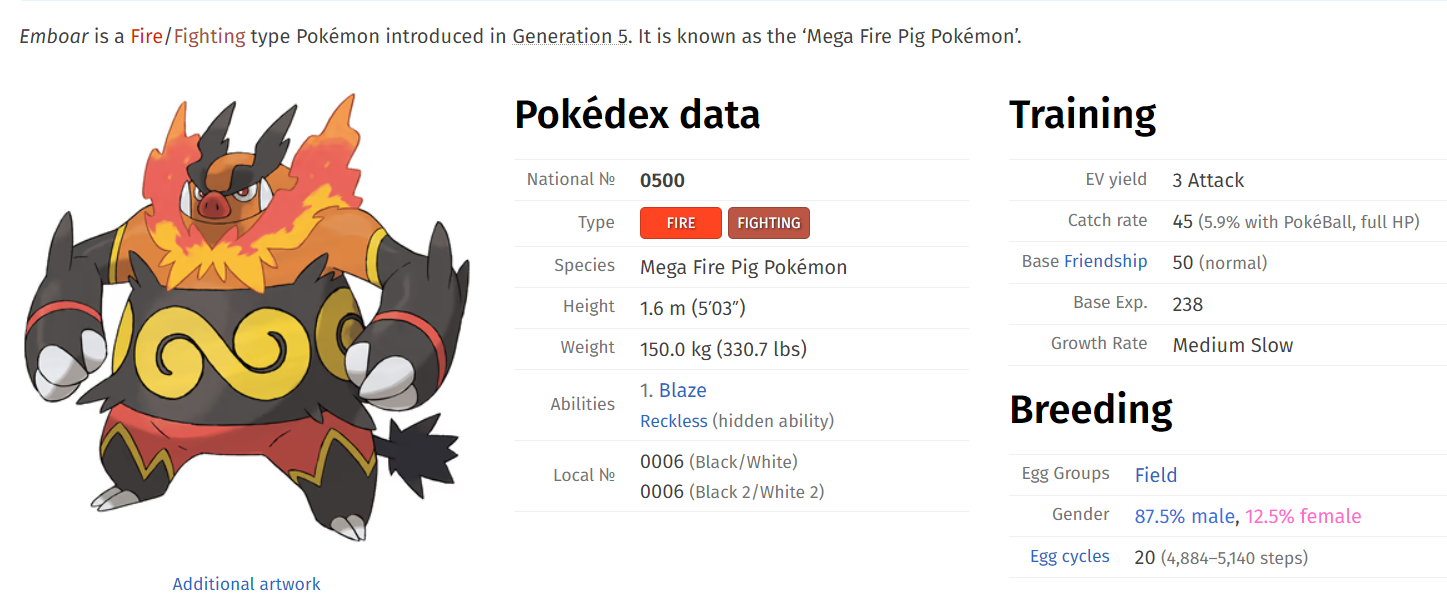 Emboar is a Fire/Fighting type Pokémon introduced in Generation 5. It is known as the ‘Mega Fire Pig Pokémon’.
Additional artwork
Pokédex data
National № 0500
Type FIRE FIGHTING
Species Mega Fire Pig Pokémon
Height 1.6 m (5′03″)
Weight 150.0 kg (330.7 lbs)
Abilities 1. Blaze
Reckless (hidden ability)
Local № 0006 (Black/White)
0006 (Black 2/White 2)
Training
EV yield 3 Attack
Catch rate 45 (5.9% with PokéBall, full HP)
Base Friendship 50 (normal)
Base Exp. 238
Growth Rate Medium Slow
Breeding
Egg Groups Field
Gender 87.5% male, 12.5% female
Egg cycles 20 (4,884–5,140 steps)